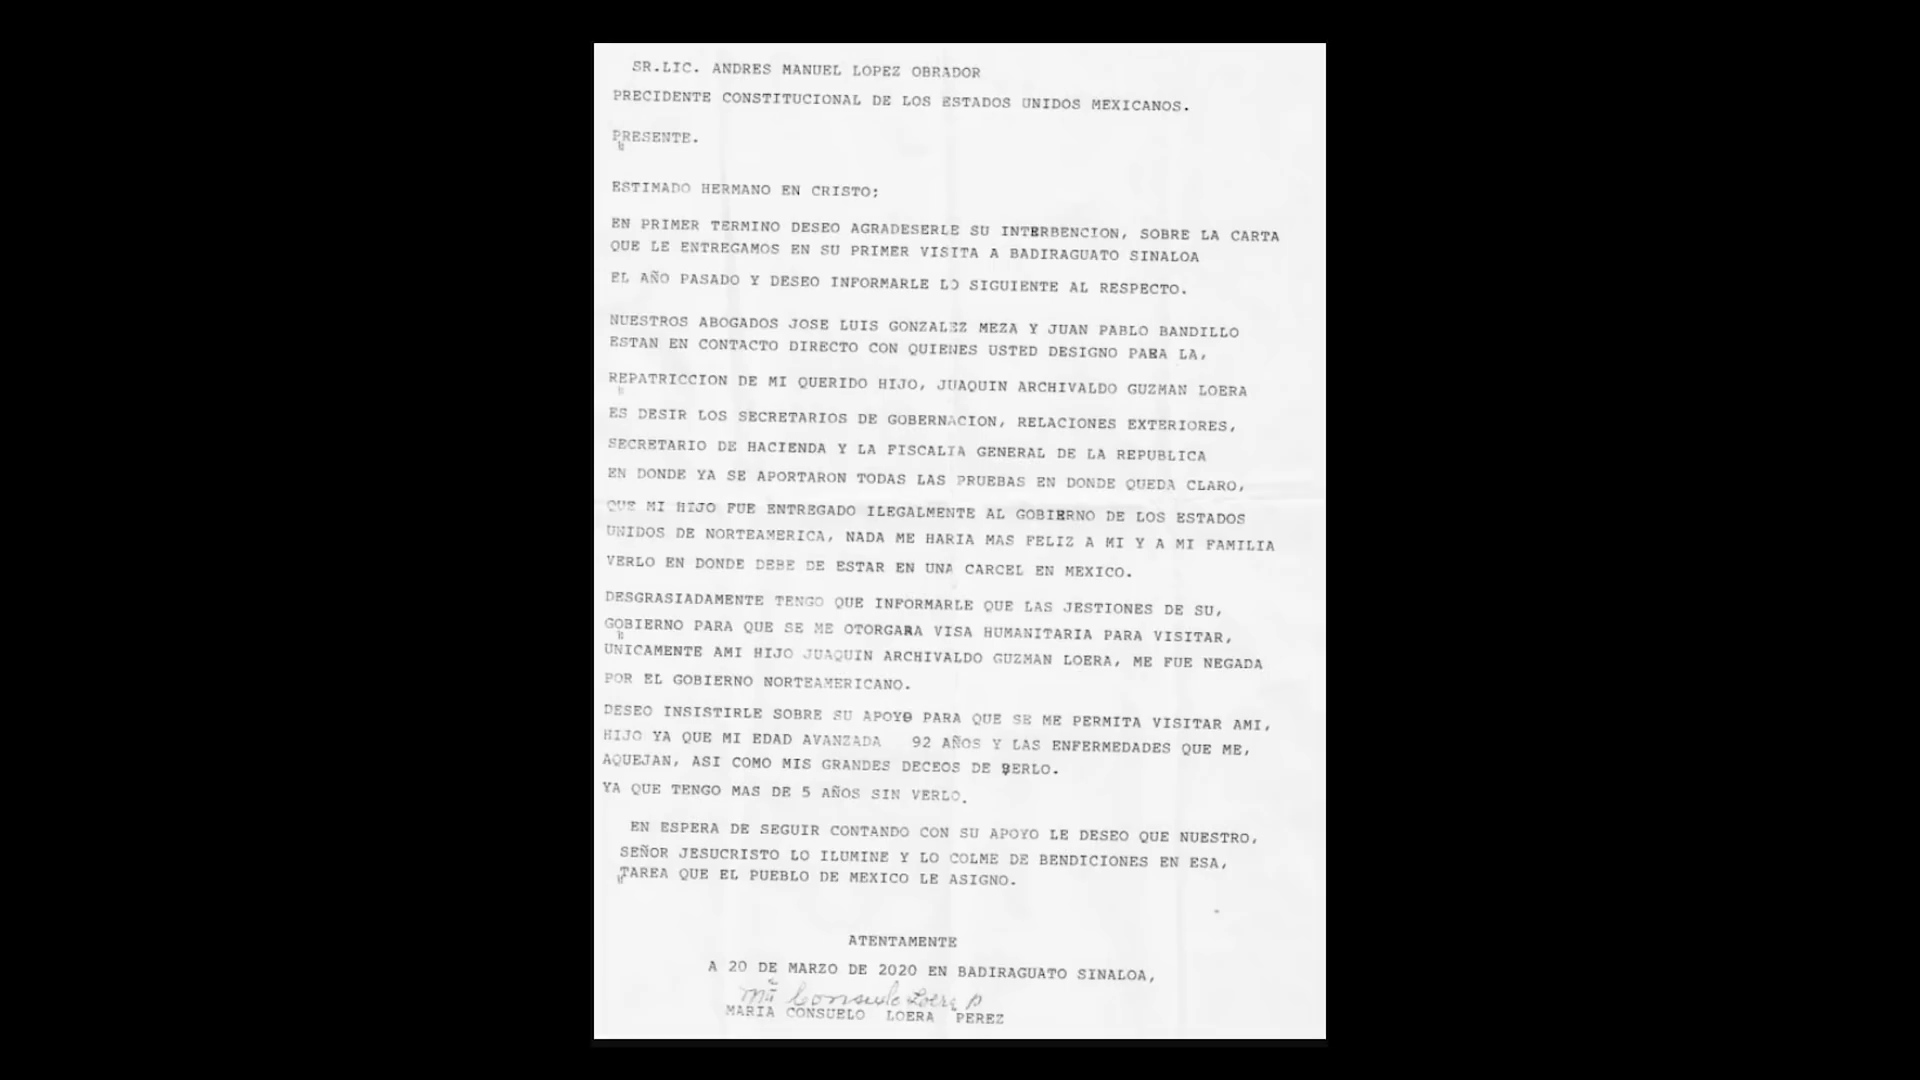 SR.LIC. ANDRES MANUEL LOPEZ OBRADOR
PRECIDENTE CONSTITUCIONAL DE LOS ESTADOS UNIDOS MEXICANOS.
PRESENTE.
ESTIMADO HERMANO EN CRISTO;
EN PRIMER TERMINO DESEO AGRADESERLE SU INTERBENCION, SOBRE LA CARTA
QUE LE ENTREGAMOS EN SU PRIMER VISITA A BADIRAGUATO SINALOA
EL AÑO PASADO Y DESEO INFORMARLE LO SIGUIENTE AL RESPECTO.
NUESTROS ABOGADOS JOSE LUIS GONZALEZ MEZA Y JUAN PABLO BANDILLO
ESTAN EN CONTACTO DIRECTO CON QUIENES USTED DESIGNO PARA LA,
REPATRICCION DE MI QUERIDO HIJO, JUAQUIN ARCHIVALDO GUZMAN LOERA
ES DESIR LOS SECRETARIOS DE GOBERNACION, RELACIONES EXTERIORES,
SECRETARIO DE HACIENDA Y LA FISCALIA GENERAL DE LA REPUBLICA
EN DONDE YA SE APORTARON TODAS LAS PRUEBAS EN DONDE QUEDA CLARO,
QUE MI HIJO FUE ENTREGADO ILEGALMENTE AL GOBIERNO DE LOS ESTADOS
UNIDOS DE NORTEAMERICA, NADA ME HARIA MAS FELIZ A MI Y A MI FAMILIA
VERLO EN DONDE DEBE DE ESTAR EN UNA CARCEL EN MEXICO.
DESGRASIADAMENTE TENGO QUE INFORMARLE QUE LAS JESTIONES DE SU,
GOBIERNO PARA QUE SE ME OTORGARA VISA HUMANITARIA PARA VISITAR,
UNICAMENTE AMI HIJO JUAQUIN ARCHIVALDO GUZMAN LOERA, ME FUE NEGADA
POR EL GOBIERNO NORTEAMERICANO.
DESEO INSISTIRLE SOBRE SU APOYO PARA QUE SE ME PERMITA VISITAR AMI,
HIJO YA QUE MI EDAD AVANZADA 92 AÑOS Y LAS ENFERMEDADES QUE ME,
AQUEJAN, ASI COMO MIS GRANDES DECEOS DE BERLO.
YA QUE TENGO MAS DE 5 AÑOS SIN VERLO.
EN ESPERA DE SEGUIR CONTANDO CON SU APOYO LE DESEO QUE NUESTRO,
SEÑOR JESUCRISTO LO ILUMINE Y LO COLME DE BENDICIONES EN ESA,
TAREA QUE EL PUEBLO DE MEXICO LE ASIGNO.
ATENTAMENTE
A 20 DE MARZO DE 2020 EN BADIRAGUATO SINALOA,
Mª Consuelo Loera P
MARIA CONSUELO LOERA PEREZ